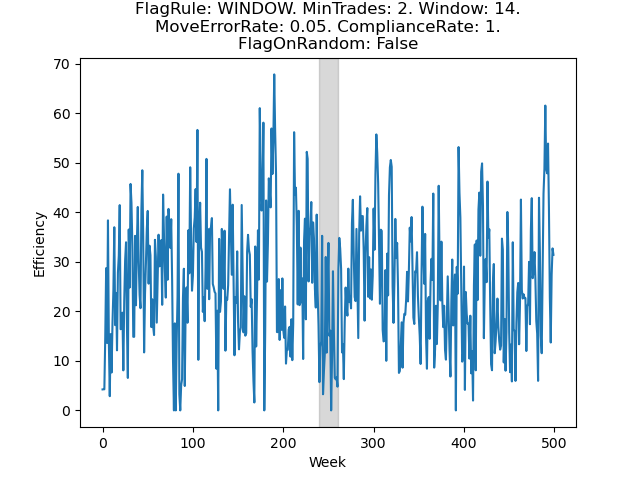 FlagRule: WINDOW. MinTrades: 2. Window: 14.
MoveErrorRate: 0.05. ComplianceRate: 1.
FlagOnRandom: False
70
60
50
40
30
20
10
0
Efficiency
0 100 200 300 400 500
Week